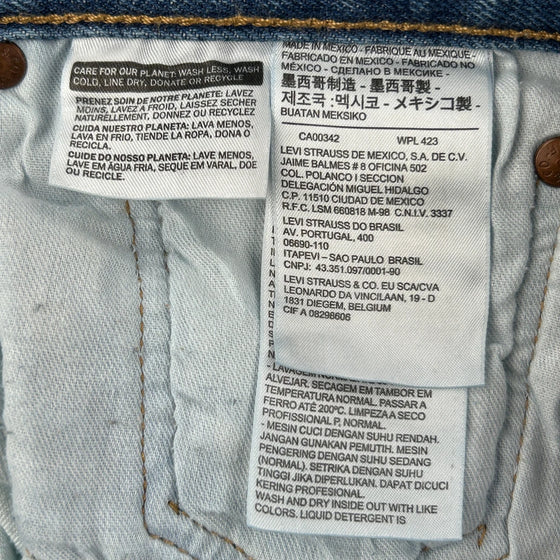 CARE FOR OUR PLANET: WASH LESS, WASH
COLD, LINE DRY, DONATE OR RECYCLE
PRENEZ SOIN DE NOTRE PLANETE: LAVEZ
MOINS, LAVEZ A FROID, LAISSEZ SÉCHER
NATURELLEMENT, DONNEZ OU RECYCLEZ
CUIDA NUESTRO PLANETA: LAVA MENOS,
LAVA EN FRIO, TIENDE LA ROPA, DONA O
RECICLA.
CUIDE DO NOSSO PLANETA: LAVE MENOS,
LAVE EM ÁGUA FRIA, SEQUE EM VARAL, DOE
OU RECICLE.
MADE IN MEXICO - FABRIQUE AU MEXIQUE -
FABRICADO EN MEXICO - FABRICADO NO
MEXICO - СДЕЛАНО В МЕКСИКЕ -
墨西哥制造 - 墨西哥製 -
제조국 :멕시코 - メキシコ製 -
BUATAN MEKSIKO
CA00342 WPL 423
LEVI STRAUSS DE MEXICO, S.A. DE C.V.
JAIME BALMES # 8 OFICINA 502
COL. POLANCO I SECCION
DELEGACIÓN MIGUEL HIDALGO
C.P. 11510 CIUDAD DE MEXICO
R.F.C. LSM 660818 M-98 C.N.I.V. 3337
LEVI STRAUSS DO BRASIL
AV. PORTUGAL, 400
06690-110
ITAPEVI – SAO PAULO BRASIL
CNPJ: 43.351.097/0001-90
LEVI STRAUSS & CO. EU SCA/CVA
LEONARDO DA VINCILAAN, 19 - D
1831 DIEGEM, BELGIUM
CIF A 08298606
- LAVAGEM NORMAL
ALVEJAR. SECAGEM EM TAMBOR EM
TEMPERATURA NORMAL. PASSAR A
FERRO ATÉ 200ºC. LIMPEZA A SECO
PROFISSIONAL P, NORMAL.
- MESIN CUCI DENGAN SUHU RENDAH.
JANGAN GUNAKAN PEMUTIH. MESIN
PENGERING DENGAN SUHU SEDANG
(NORMAL). SETRIKA DENGAN SUHU
TINGGI JIKA DIPERLUKAN. DAPAT DICUCI
KERING PROFESIONAL.
WASH AND DRY INSIDE OUT WITH LIKE
COLORS. LIQUID DETERGENT IS